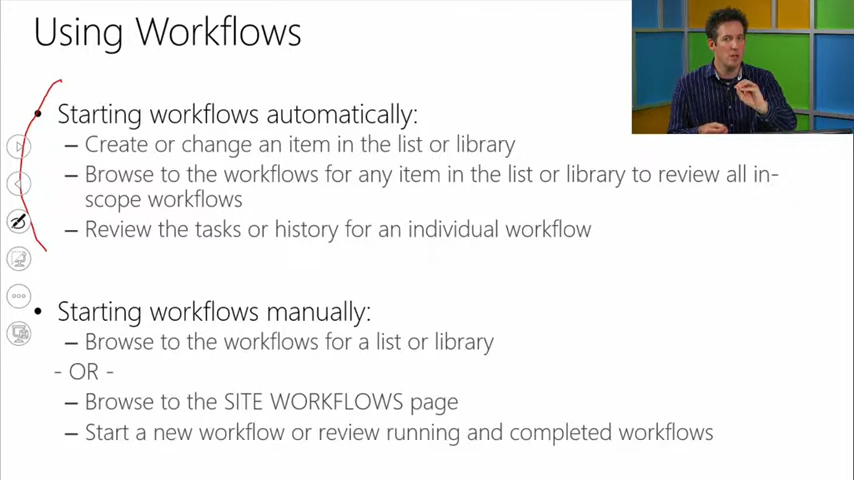 Using Workflows
• Starting workflows automatically:
– Create or change an item in the list or library
– Browse to the workflows for any item in the list or library to review all in-
scope workflows
– Review the tasks or history for an individual workflow
• Starting workflows manually:
– Browse to the workflows for a list or library
- OR -
– Browse to the SITE WORKFLOWS page
– Start a new workflow or review running and completed workflows